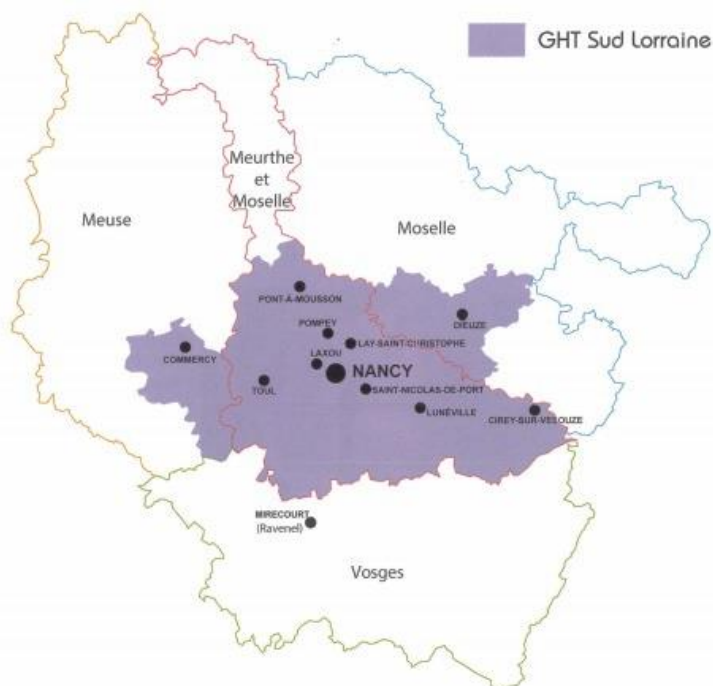 GHT Sud Lorraine
Meurthe
et
Moselle
Meuse
Moselle
PONT-À-MOUSSON
DIEUZE
POMPEY
LAY-SAINT-CHRISTOPHE
COMMERCY
LAXOU
NANCY
TOUL
SAINT-NICOLAS-DE-PORT
LUNÉVILLE
CIREY-SUR-VELOUZE
MIRECOURT
(Ravenel)
Vosges